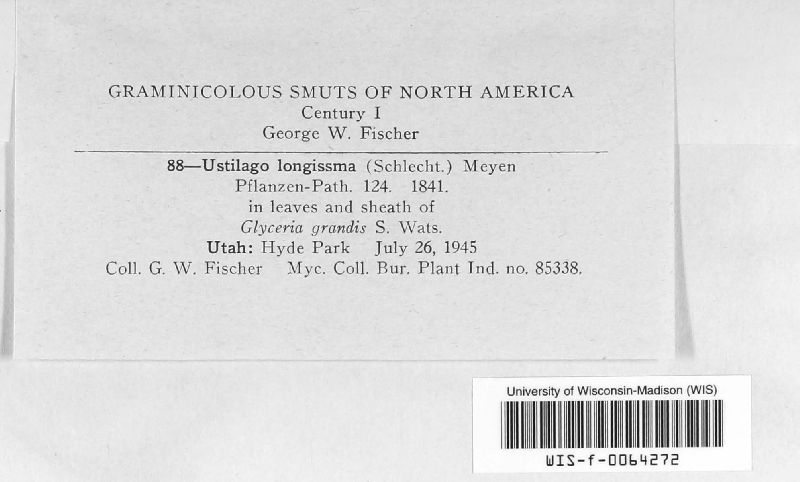 GRAMINICOLOUS SMUTS OF NORTH AMERICA
Century I
George W. Fischer
88—Ustilago longissma (Schlecht.) Meyen
Pflanzen-Path. 124. 1841.
in leaves and sheath of
Glyceria grandis S. Wats.
Utah: Hyde Park July 26, 1945
Coll. G. W. Fischer Myc. Coll. Bur. Plant Ind. no. 85338.
University of Wisconsin-Madison (WIS)
WIS-f-0064272